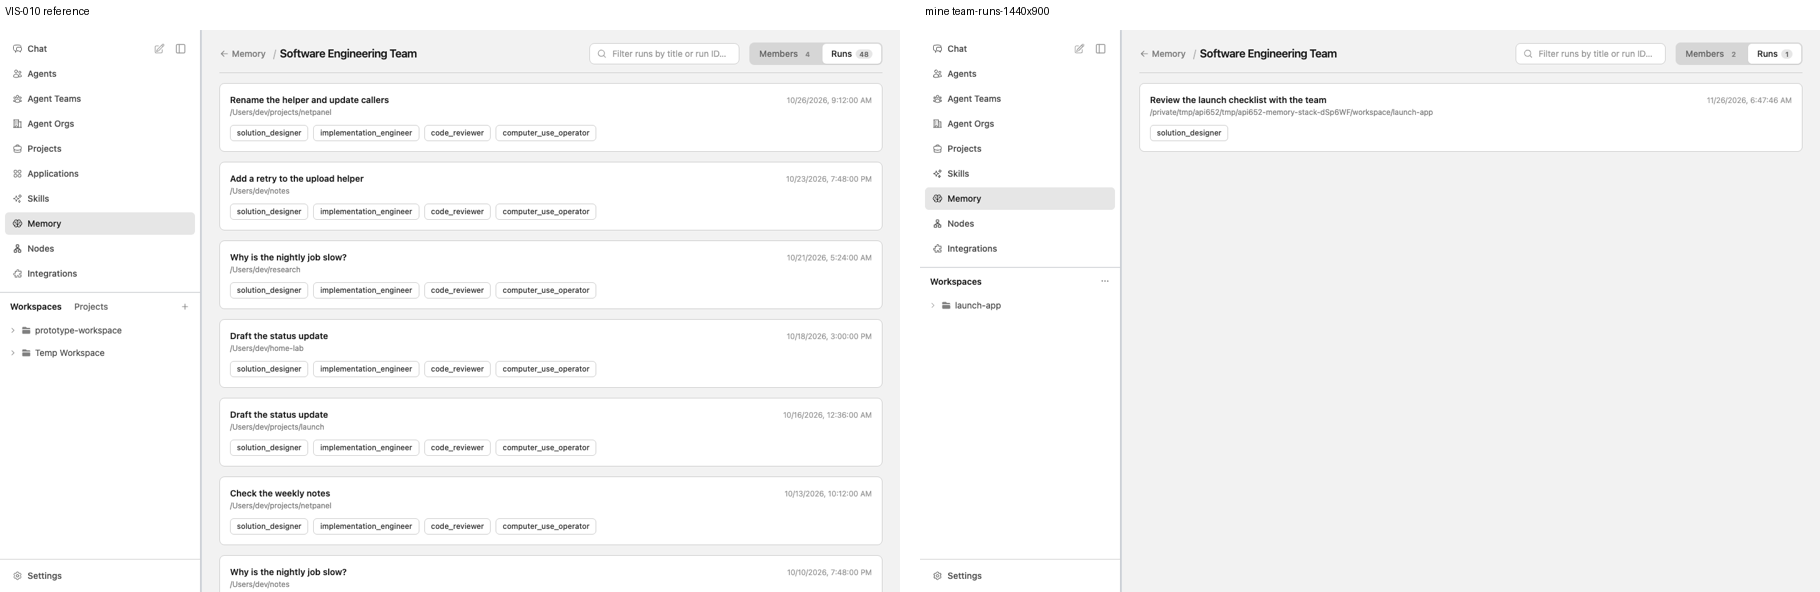 VIS-010 reference
Chat
Agents
Agent Teams
Agent Orgs
Projects
Applications
Skills
Memory
Nodes
Integrations
Workspaces Projects +
prototype-workspace
Temp Workspace
Settings
← Memory / Software Engineering Team
Filter runs by title or run ID...
Members 4 Runs 48
Rename the helper and update callers 10/26/2026, 9:12:00 AM
/Users/dev/projects/netpanel
solution_designer implementation_engineer code_reviewer computer_use_operator
Add a retry to the upload helper 10/23/2026, 7:48:00 PM
/Users/dev/notes
solution_designer implementation_engineer code_reviewer computer_use_operator
Why is the nightly job slow? 10/21/2026, 5:24:00 AM
/Users/dev/research
solution_designer implementation_engineer code_reviewer computer_use_operator
Draft the status update 10/18/2026, 3:00:00 PM
/Users/dev/home-lab
solution_designer implementation_engineer code_reviewer computer_use_operator
Draft the status update 10/16/2026, 12:36:00 AM
/Users/dev/projects/launch
solution_designer implementation_engineer code_reviewer computer_use_operator
Check the weekly notes 10/13/2026, 10:12:00 AM
/Users/dev/projects/netpanel
solution_designer implementation_engineer code_reviewer computer_use_operator
Why is the nightly job slow? 10/10/2026, 7:48:00 PM
/Users/dev/notes
mine team-runs-1440x900
Chat
Agents
Agent Teams
Agent Orgs
Projects
Skills
Memory
Nodes
Integrations
Workspaces ...
launch-app
Settings
← Memory / Software Engineering Team
Filter runs by title or run ID...
Members 2 Runs 1
Review the launch checklist with the team 11/26/2026, 6:47:46 AM
/private/tmp/api652/tmp/api652-memory-stack-dSp6WF/workspace/launch-app
solution_designer